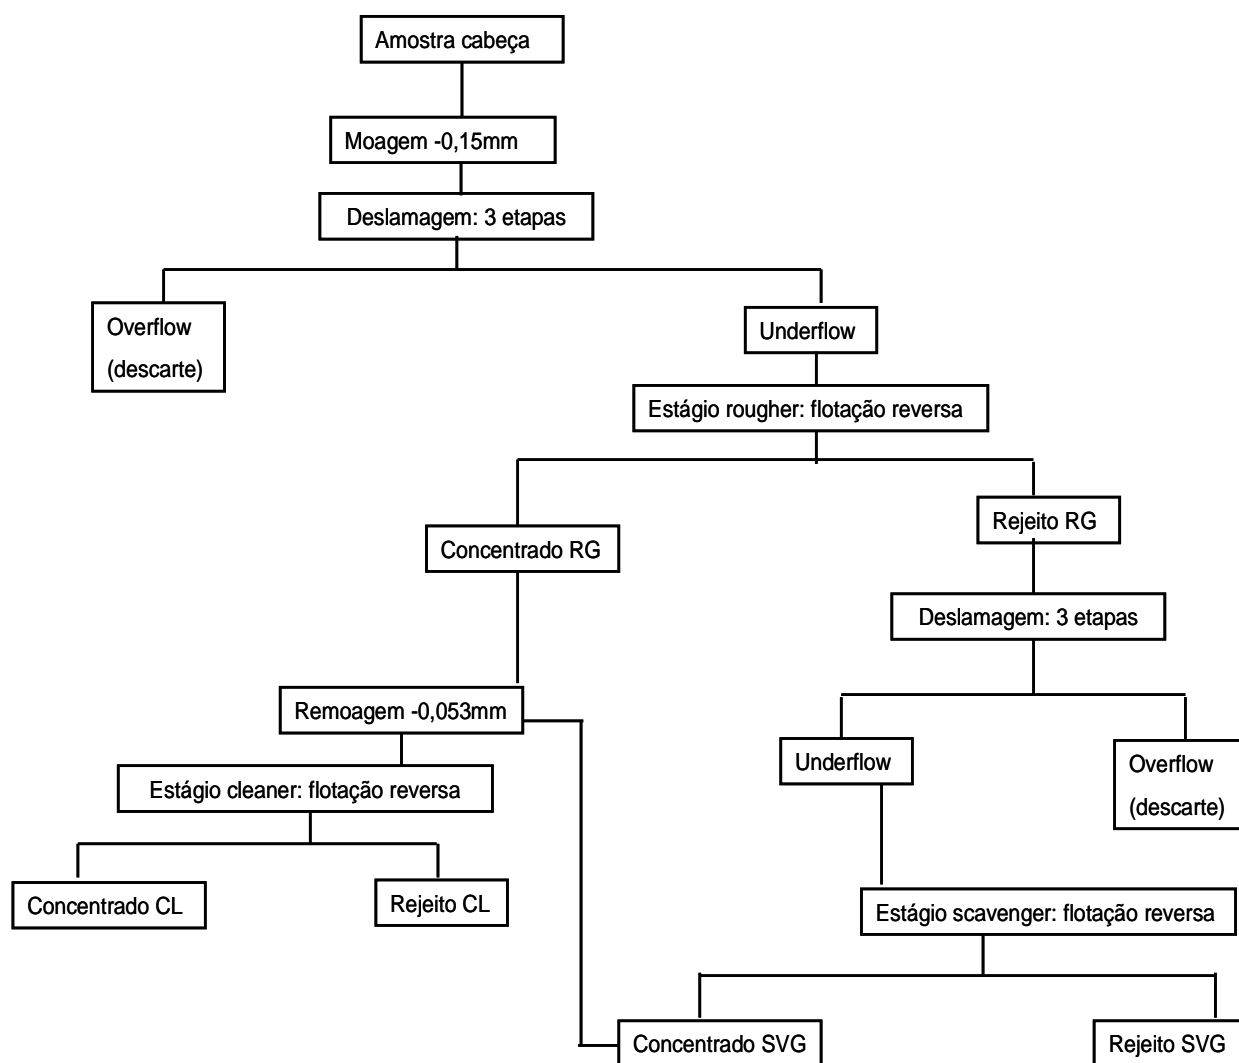 Amostra cabeça
Moagem -0,15mm
Deslamagem: 3 etapas
Overflow
(descarte)
Underflow
Estágio rougher: flotação reversa
Concentrado RG
Rejeito RG
Deslamagem: 3 etapas
Remoagem -0,053mm
Underflow
Overflow
(descarte)
Estágio cleaner: flotação reversa
Concentrado CL
Rejeito CL
Estágio scavenger: flotação reversa
Concentrado SVG
Rejeito SVG